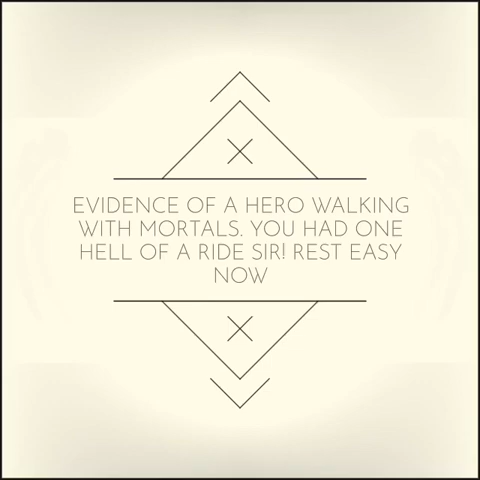 EVIDENCE OF A HERO WALKING
WITH MORTALS. YOU HAD ONE
HELL OF A RIDE SIR! REST EASY
NOW